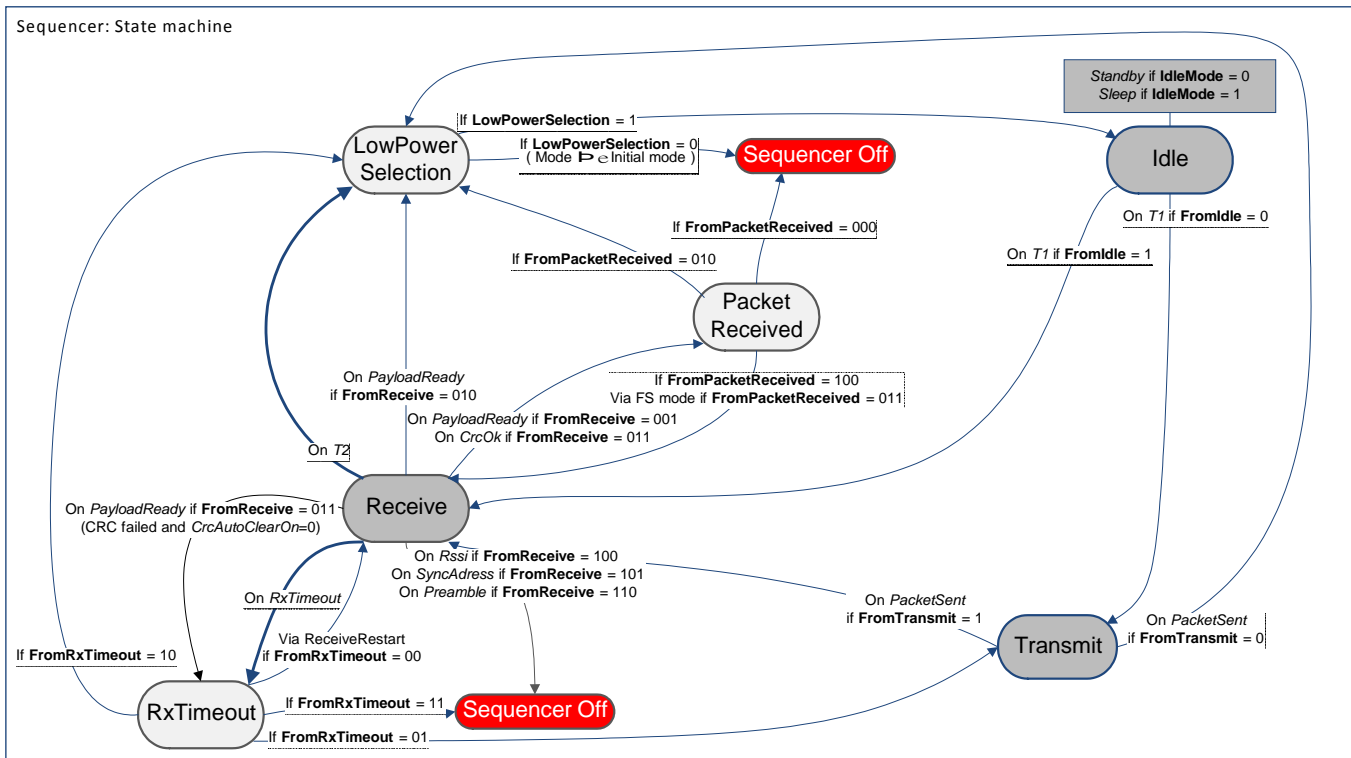 Sequencer: State machine
Standby if IdleMode = 0
Sleep if IdleMode = 1
If LowPowerSelection = 1
LowPower
Selection
If LowPowerSelection = 0
( Mode Initial mode )
Sequencer Off
Idle
On T1 if FromIdle = 0
If FromPacketReceived = 000
On T1 if FromIdle = 1
If FromPacketReceived = 010
Packet
Received
On PayloadReady
if FromReceive = 010
If FromPacketReceived = 100
Via FS mode if FromPacketReceived = 011
On PayloadReady if FromReceive = 001
On CrcOk if FromReceive = 011
On T2
Receive
On PayloadReady if FromReceive = 011
(CRC failed and CrcAutoClearOn=0)
On Rssi if FromReceive = 100
On SyncAdress if FromReceive = 101
On Preamble if FromReceive = 110
On RxTimeout
On PacketSent
if FromTransmit = 1
On PacketSent
if FromTransmit = 0
Transmit
Via ReceiveRestart
if FromRxTimeout = 00
If FromRxTimeout = 10
RxTimeout
If FromRxTimeout = 11
Sequencer Off
If FromRxTimeout = 01